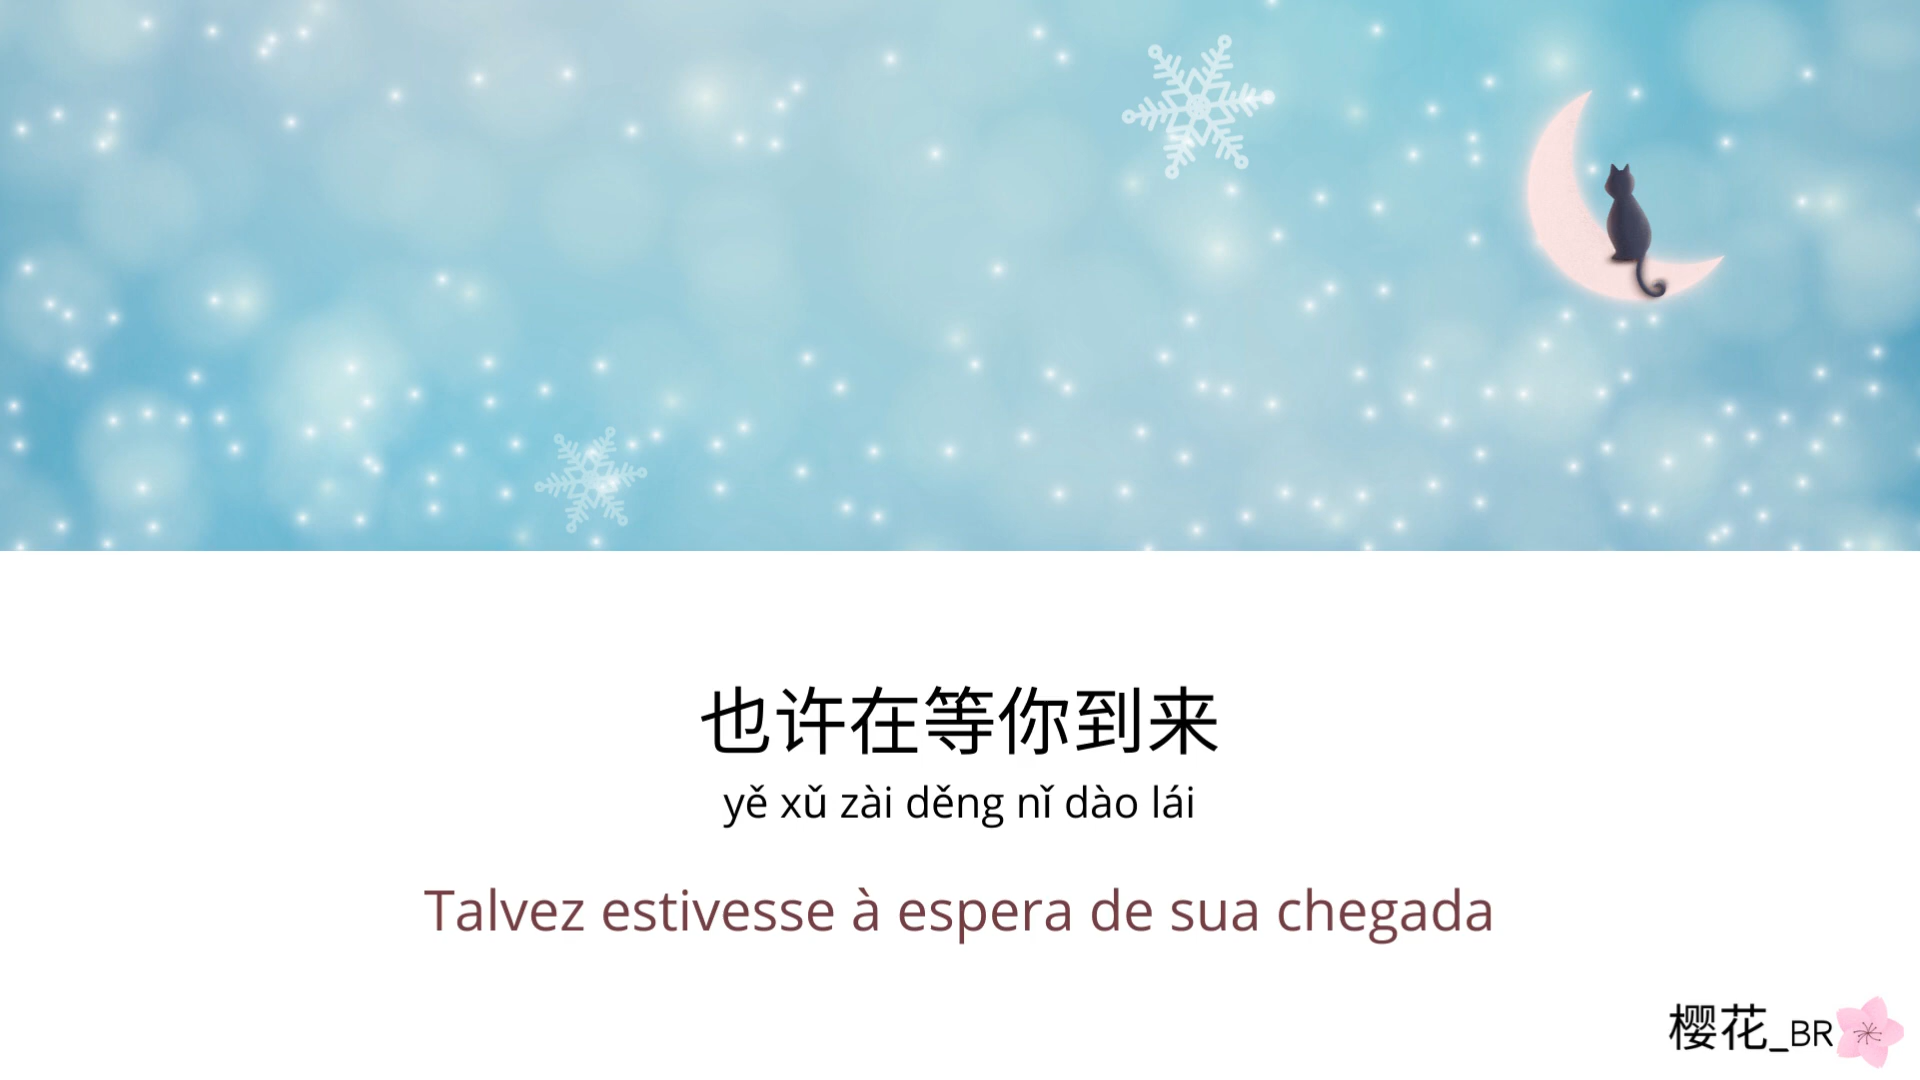 也许在等你到来
yě xǔ zài děng nǐ dào lái
Talvez estivesse à espera de sua chegada
樱花_BR